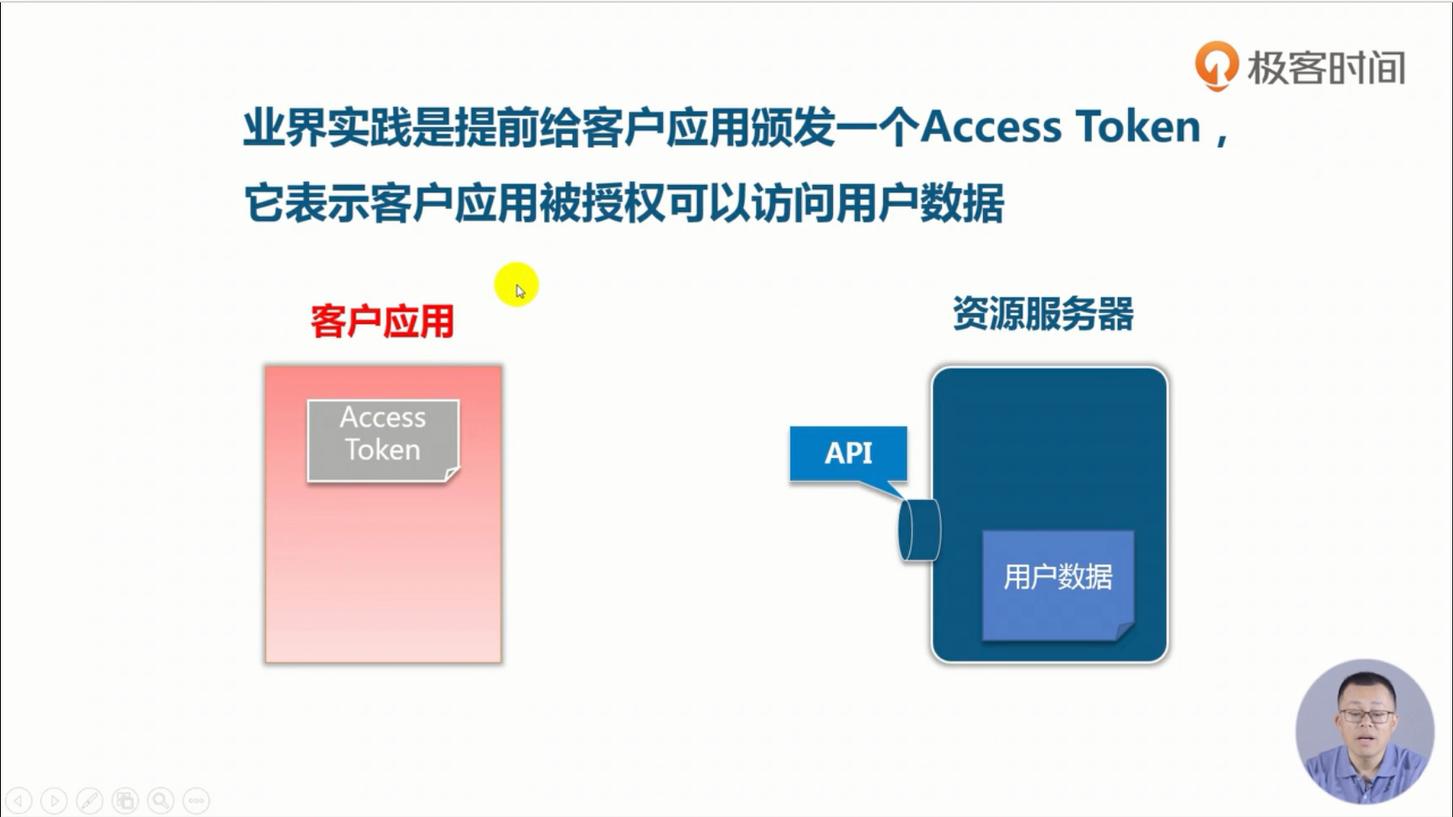 极客时间
业界实践是提前给客户应用颁发一个Access Token，
它表示客户应用被授权可以访问用户数据
客户应用
资源服务器
Access
Token
API
用户数据